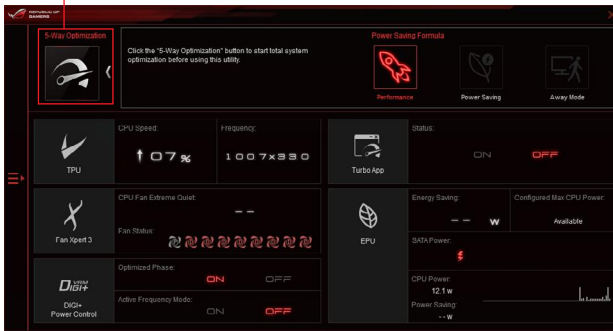 REPUBLIC OF
GAMERS
5-Way Optimization
Click the "5-Way Optimization" button to start total system
optimization before using this utility.
Power Saving Formula
Performance
Power Saving
Away Mode
TPU
CPU Speed:
07%
Frequency:
1007x330
Turbo App
Status:
ON OFF
Fan Xpert 3
CPU Fan Extreme Quiet:
--
Fan Status:
EPU
Energy Saving:
-- w
Configured Max CPU Power:
Available
SATA Power:
DIGI+ VRM
DIGI+
Power Control
Optimized Phase:
ON OFF
Active Frequency Mode:
ON OFF
CPU Power:
12.1 w
Power Saving:
-- w